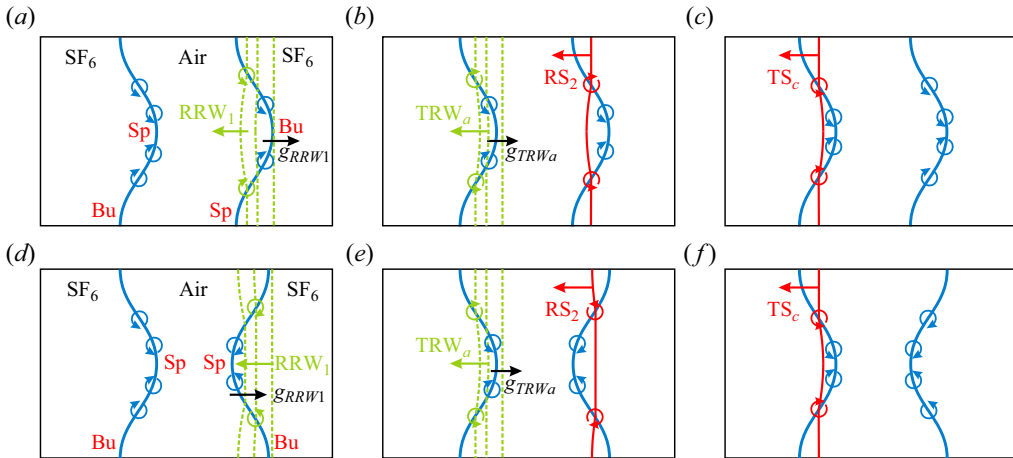 (a)
(b)
(c)
SF6 Air SF6
RRW1
Sp Bu
gRRW1
Bu Sp
RS2
TRWa
gTRWa
TSc
(d)
(e)
(f)
SF6 Air SF6
Sp Sp RRW1
gRRW1
Bu Bu
RS2
TRWa
gTRWa
TSc